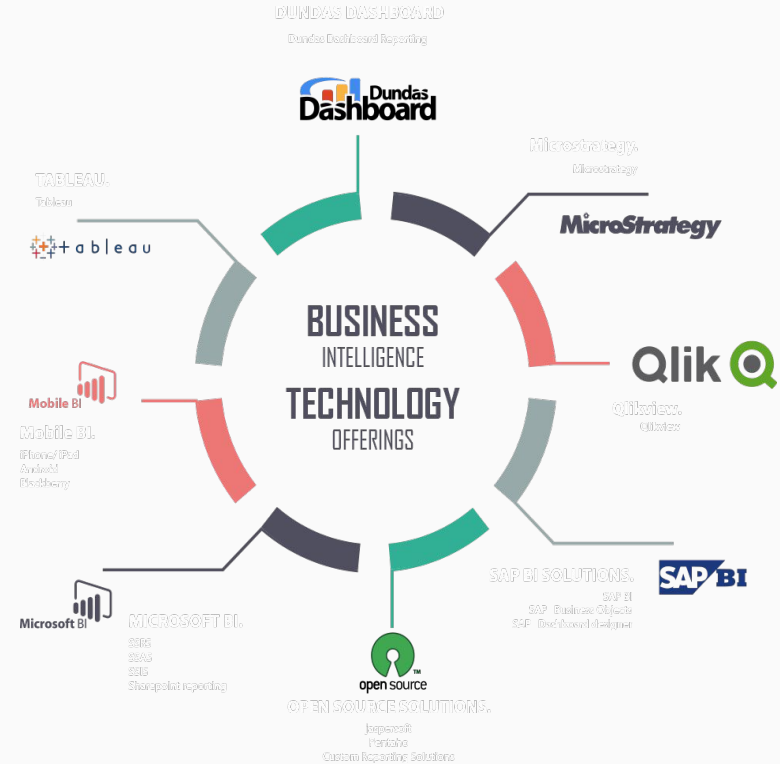 DUNDAS DASHBOARD
Dundas Dashboard Reporting
Dundas
Dashboard
Microstrategy.
Microstrategy
MicroStrategy
TABLEAU.
Tableau
+ableau
BUSINESS
INTELLIGENCE
TECHNOLOGY
OFFERINGS
Qlik
Qlikview.
Qlikview
Mobile BI
Mobile BI.
iPhone/iPad
Android
Blackberry
SAP BI SOLUTIONS.
SAP BI
SAP Business Objects
SAP Dashboard designer
SAP BI
Microsoft BI
MICROSOFT BI.
SSRS
SSAS
SSIS
Sharepoint reporting
TM
open source
OPEN SOURCE SOLUTIONS.
Jaspersoft
Pentaho
Custom Reporting Solutions